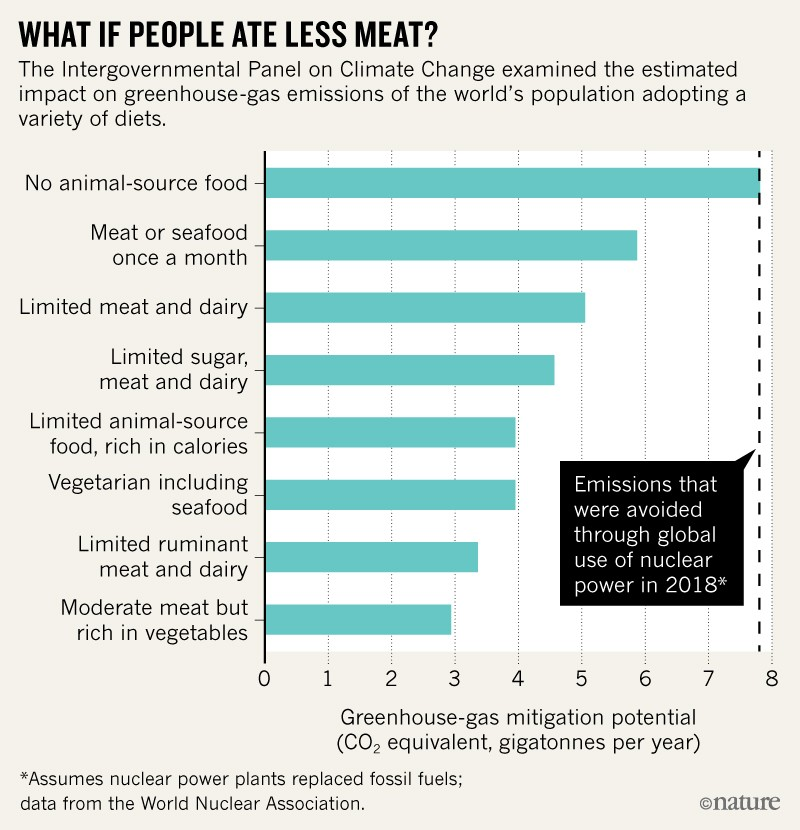 WHAT IF PEOPLE ATE LESS MEAT?
The Intergovernmental Panel on Climate Change examined the estimated
impact on greenhouse-gas emissions of the world’s population adopting a
variety of diets.
No animal-source food
Meat or seafood
once a month
Limited meat and dairy
Limited sugar,
meat and dairy
Limited animal-source
food, rich in calories
Vegetarian including
seafood
Limited ruminant
meat and dairy
Moderate meat but
rich in vegetables
Emissions that
were avoided
through global
use of nuclear
power in 2018*
0 1 2 3 4 5 6 7 8
Greenhouse-gas mitigation potential
(CO₂ equivalent, gigatonnes per year)
*Assumes nuclear power plants replaced fossil fuels;
data from the World Nuclear Association.
©nature